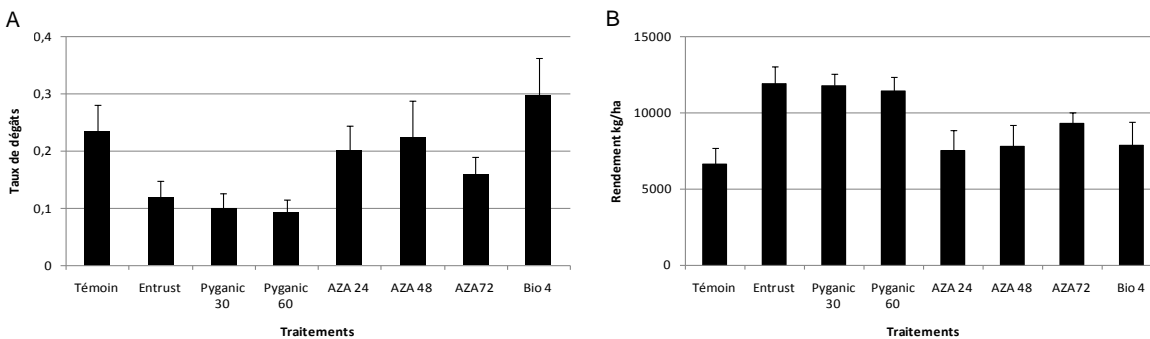 A
Taux de dégâts
0,4
0,3
0,2
0,1
0
Témoin
Entrust
Pyganic 30
Pyganic 60
AZA 24
AZA 48
AZA72
Bio 4
Traitements
B
Rendement kg/ha
15000
10000
5000
0
Témoin
Entrust
Pyganic 30
Pyganic 60
AZA 24
AZA 48
AZA72
Bio 4
Traitements